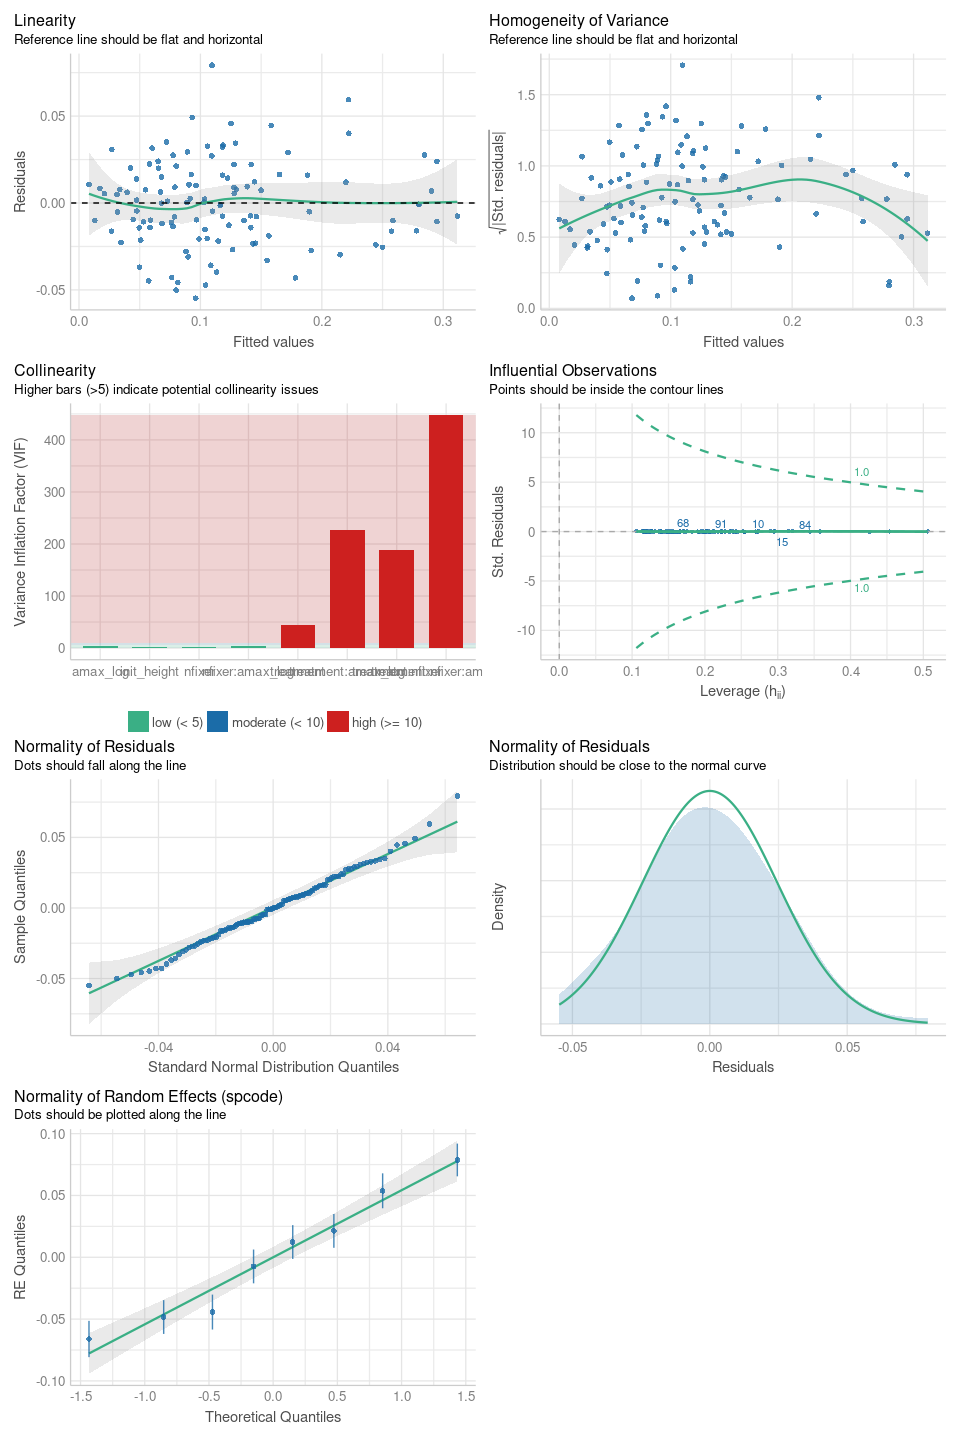 Linearity
Reference line should be flat and horizontal
Residuals
0.05
0.00
-0.05
0.0 0.1 0.2 0.3
Fitted values
Homogeneity of Variance
Reference line should be flat and horizontal
√|Std. residuals|
1.5
1.0
0.5
0.0
0.0 0.1 0.2 0.3
Fitted values
Collinearity
Higher bars (>5) indicate potential collinearity issues
Variance Inflation Factor (VIF)
400
300
200
100
0
amax_log init_height nfixer
low (< 5) moderate (< 10) high (>= 10)
Influential Observations
Points should be inside the contour lines
Std. Residuals
10
5
0
-5
-10
1.0
68 91 10 84
15
1.0
0.0 0.1 0.2 0.3 0.4 0.5
Leverage (hii)
Normality of Residuals
Dots should fall along the line
Sample Quantiles
0.05
0.00
-0.05
-0.04 0.00 0.04
Standard Normal Distribution Quantiles
Normality of Residuals
Distribution should be close to the normal curve
Density
-0.05 0.00 0.05
Residuals
Normality of Random Effects (spcode)
Dots should be plotted along the line
RE Quantiles
0.10
0.05
0.00
-0.05
-0.10
-1.5 -1.0 -0.5 0.0 0.5 1.0 1.5
Theoretical Quantiles